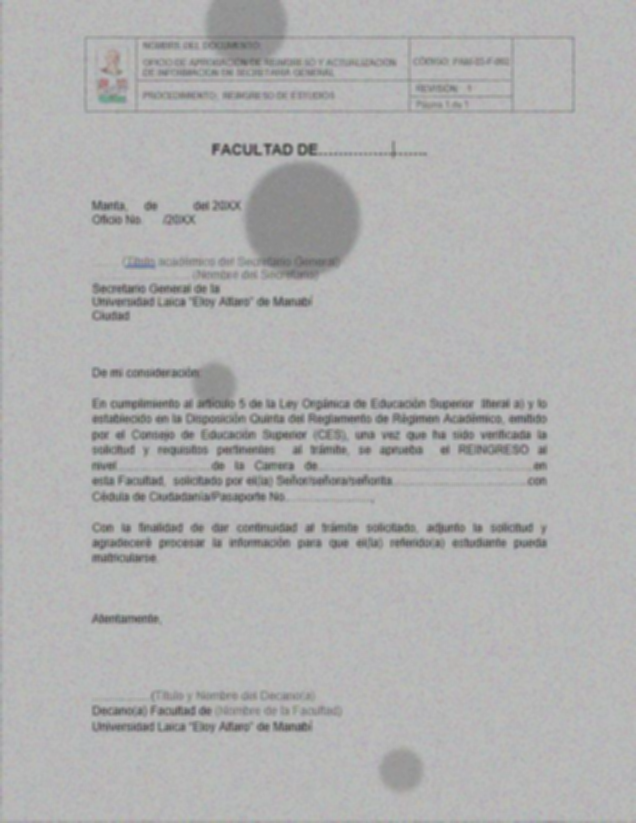 NOMBRE DEL DOCUMENTO:
OFICIO DE APROBACIÓN DE REINGRESO Y ACTUALIZACIÓN
DE INFORMACIÓN DE SECRETARÍA GENERAL
CÓDIGO:
PROCEDIMIENTO: REINGRESO DE ESTUDIOS
REVISIÓN: 1
Página 1 de 1
FACULTAD DE.....................
Manta, de del 20XX
Oficio No. /20XX
(Título académico del Secretario General)
(Nombre del Secretario)
Secretario General de la
Universidad Laica "Eloy Alfaro" de Manabí
Ciudad
De mi consideración:
En cumplimiento al artículo 5 de la Ley Orgánica de Educación Superior literal a) y lo
establecido en la Disposición Quinta del Reglamento de Régimen Académico, emitido
por el Consejo de Educación Superior (CES), una vez que ha sido verificada la
solicitud y requisitos pertinentes al trámite, se aprueba el REINGRESO al
nivel..................... de la Carrera de.....................en
esta Facultad, solicitado por el(la) Señor/señora/señorita.....................con
Cédula de Ciudadanía/Pasaporte No.....................,
Con la finalidad de dar continuidad al trámite solicitado, adjunto la solicitud y
agradeceré procesar la información para que el(la) referido(a) estudiante pueda
matricularse.
Atentamente,
...............(Título y Nombre del Decano(a)
Decano(a) Facultad de (Nombre de la Facultad)
Universidad Laica "Eloy Alfaro" de Manabí